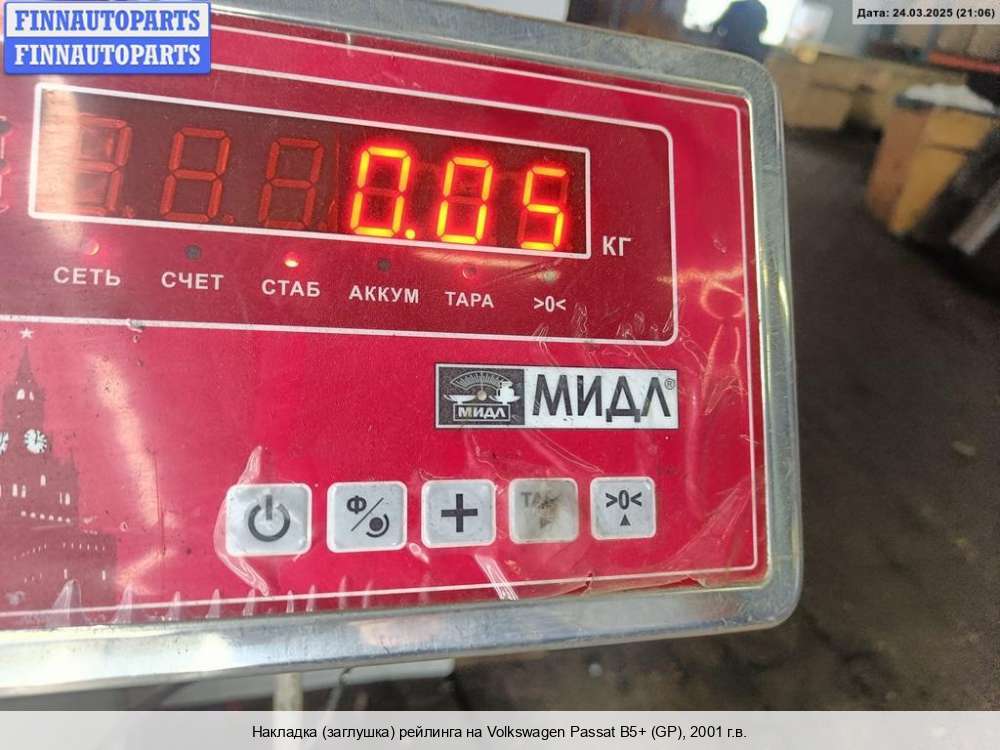 FINNAUTOPARTS
FINNAUTOPARTS
Дата: 24.03.2025 (21:06)
0.05
КГ
СЕТЬ
СЧЕТ
СТАБ
АККУМ
ТАРА
>0<
МИДЛ
МИДЛ®
Ф/
+
>0<
Накладка (заглушка) рейлинга на Volkswagen Passat B5+ (GP), 2001 г.в.